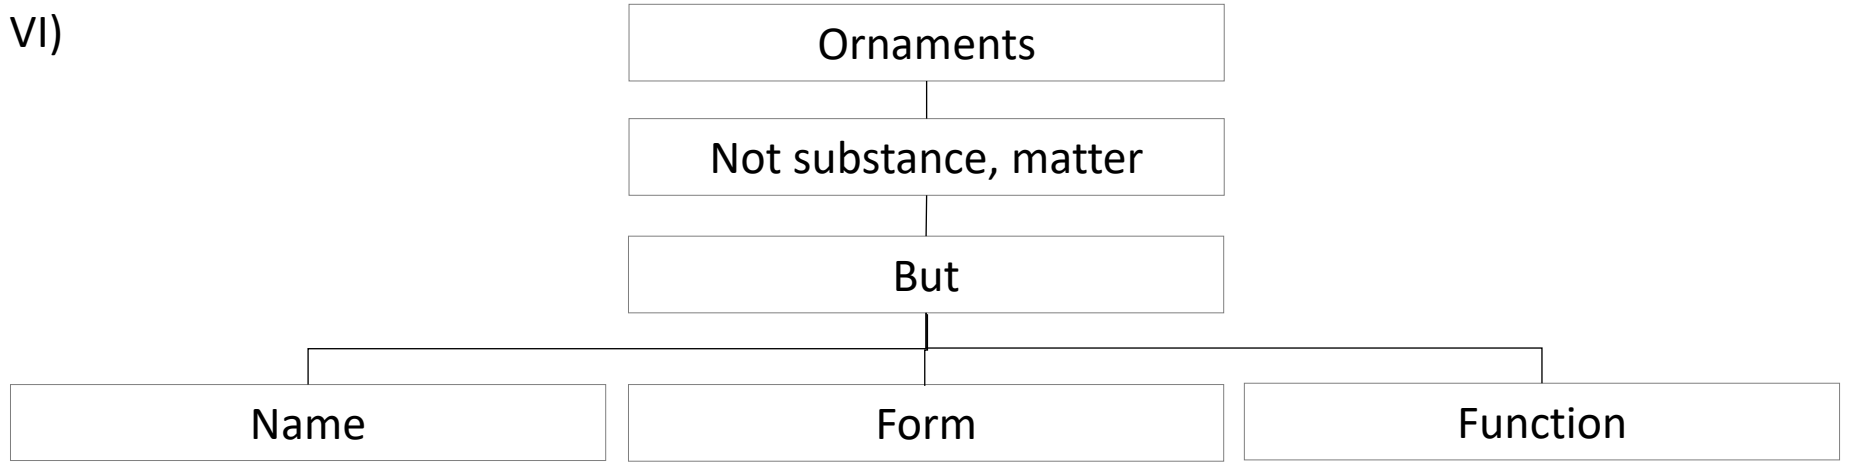 VI)
Ornaments
Not substance, matter
But
Name
Form
Function